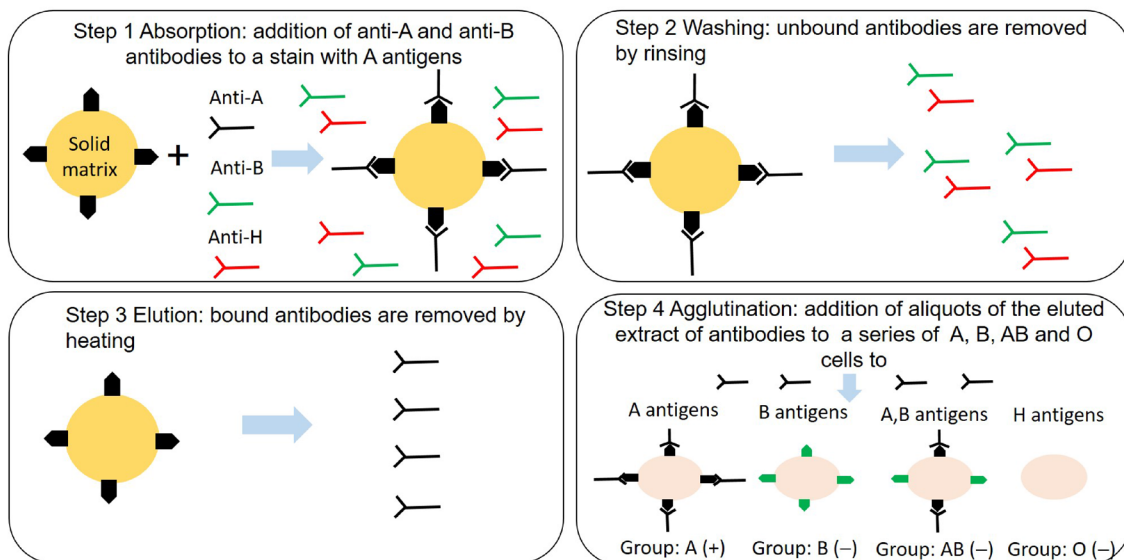 Step 1 Absorption: addition of anti-A and anti-B
antibodies to a stain with A antigens
Solid
matrix
+
Anti-A
Anti-B
Anti-H
Step 2 Washing: unbound antibodies are removed
by rinsing
Step 3 Elution: bound antibodies are removed by
heating
Step 4 Agglutination: addition of aliquots of the eluted
extract of antibodies to a series of A, B, AB and O
cells to
A antigens
B antigens
A,B antigens
H antigens
Group: A (+)
Group: B (–)
Group: AB (–)
Group: O (–)